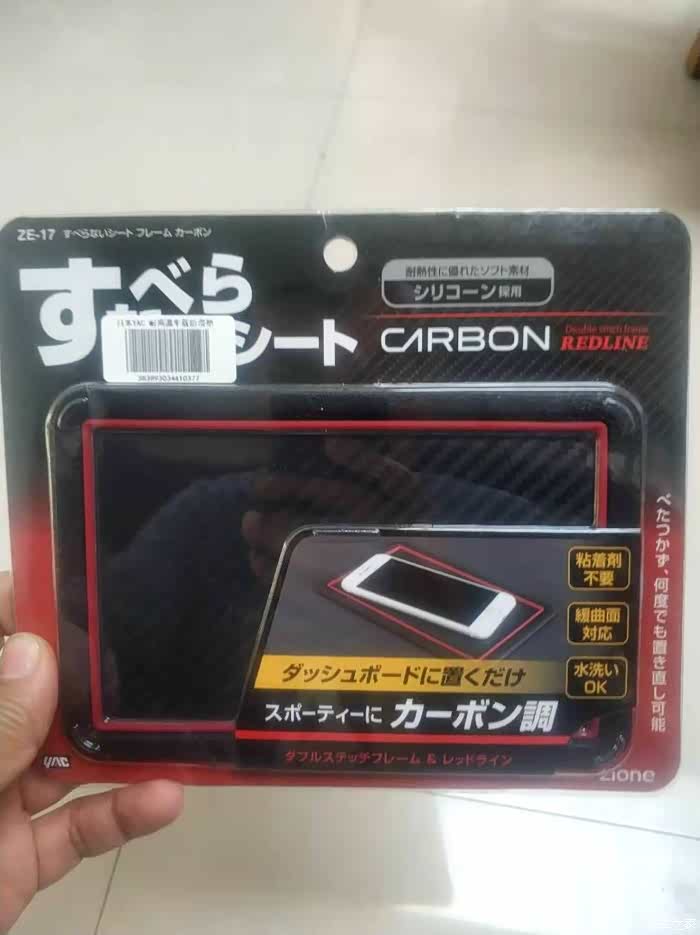 ZE-17 すべらないシート フレーム カーボン
すべら
シート
耐熱性に優れたソフト素材
シリコーン採用
CARBON
Double stitch frame
REDLINE
日本YAC
粘着剤
不要
緩曲面
対応
水洗い
OK
べたつかず、何度でも置き直し可能
ダッシュボードに置くだけ
スポーティーに カーボン調
ダブルステッチフレーム & レッドライン
YAC
Zione